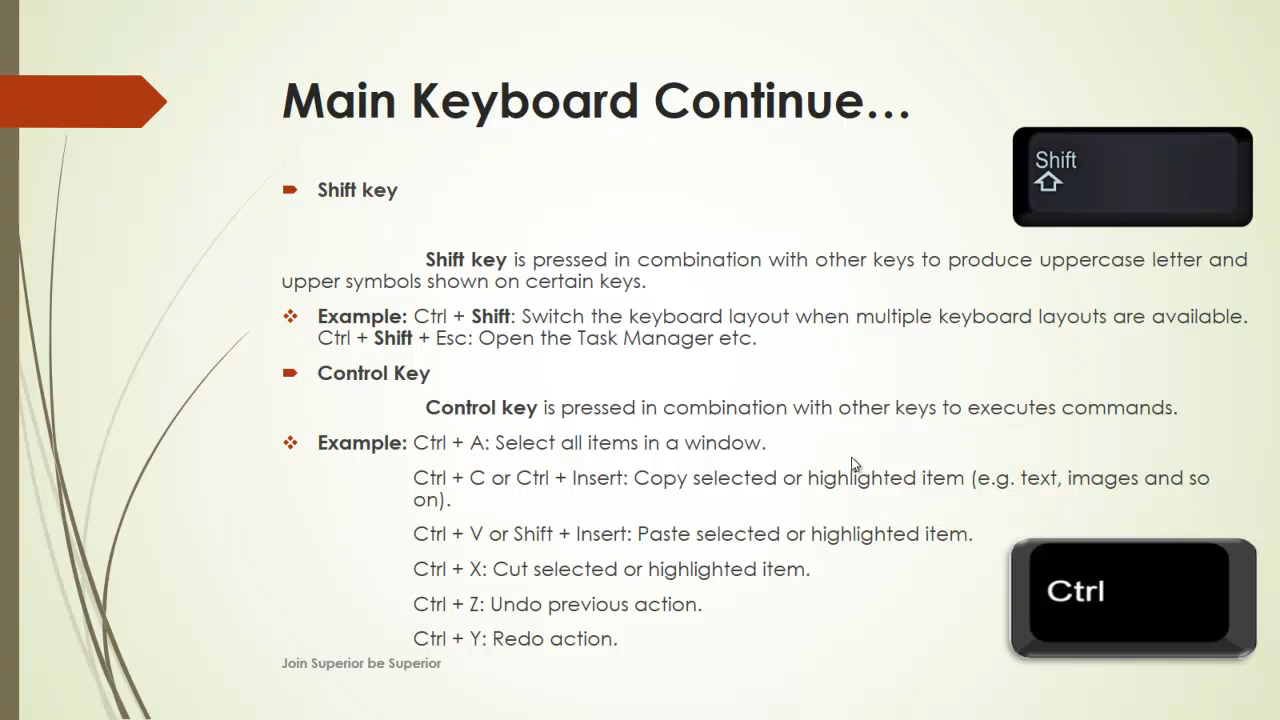 Main Keyboard Continue…
Shift
Shift key
Shift key is pressed in combination with other keys to produce uppercase letter and
upper symbols shown on certain keys.
Example: Ctrl + Shift: Switch the keyboard layout when multiple keyboard layouts are available.
Ctrl + Shift + Esc: Open the Task Manager etc.
Control Key
Control key is pressed in combination with other keys to executes commands.
Example: Ctrl + A: Select all items in a window.
Ctrl + C or Ctrl + Insert: Copy selected or highlighted item (e.g. text, images and so
on).
Ctrl + V or Shift + Insert: Paste selected or highlighted item.
Ctrl + X: Cut selected or highlighted item.
Ctrl
Ctrl + Z: Undo previous action.
Ctrl + Y: Redo action.
Join Superior be Superior